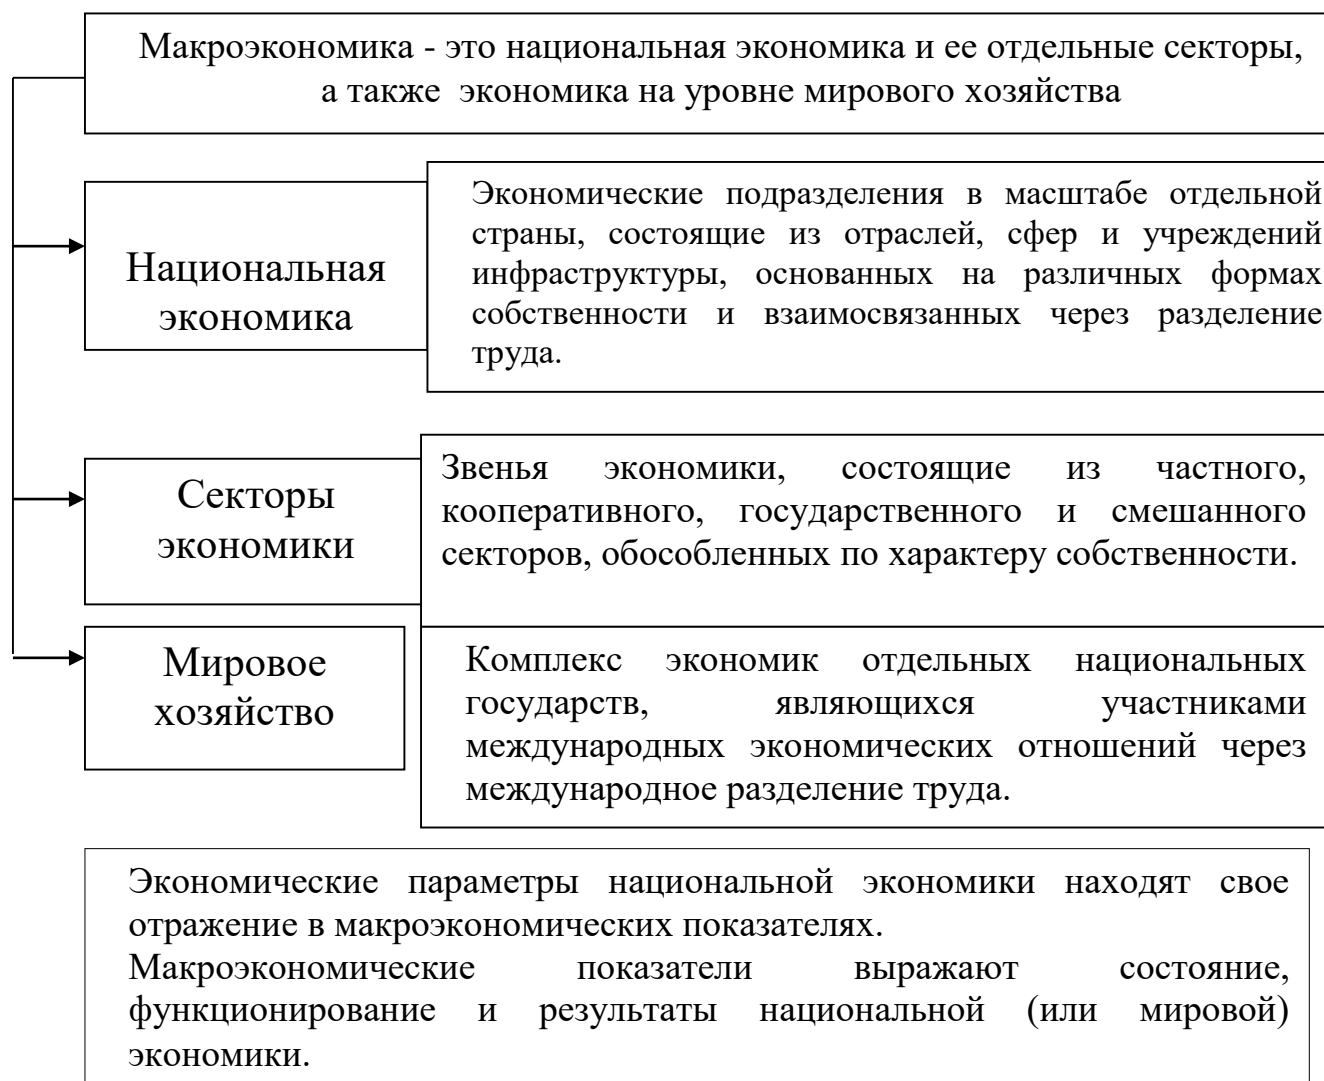 Макроэкономика - это национальная экономика и ее отдельные секторы,
а также экономика на уровне мирового хозяйства
Национальная
экономика
Экономические подразделения в масштабе отдельной
страны, состоящие из отраслей, сфер и учреждений
инфраструктуры, основанных на различных формах
собственности и взаимосвязанных через разделение
труда.
Секторы
экономики
Звенья экономики, состоящие из частного,
кооперативного, государственного и смешанного
секторов, обособленных по характеру собственности.
Мировое
хозяйство
Комплекс экономик отдельных национальных
государств, являющихся участниками
международных экономических отношений через
международное разделение труда.
Экономические параметры национальной экономики находят свое
отражение в макроэкономических показателях.
Макроэкономические показатели выражают состояние,
функционирование и результаты национальной (или мировой)
экономики.